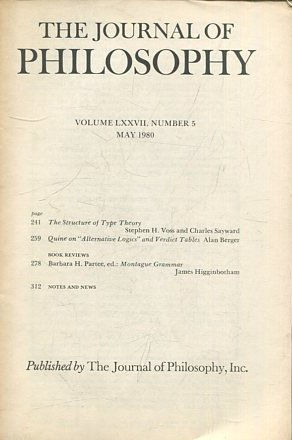 THE JOURNAL OF
PHILOSOPHY
VOLUME LXXVII, NUMBER 5
MAY 1980
page
241 The Structure of Type Theory
Stephen H. Voss and Charles Sayward
259 Quine on "Alternative Logics" and Verdict Tables Alan Berger
BOOK REVIEWS
278 Barbara H. Partee, ed.: Montague Grammar
James Higginbotham
312 NOTES AND NEWS
Published by The Journal of Philosophy, Inc.